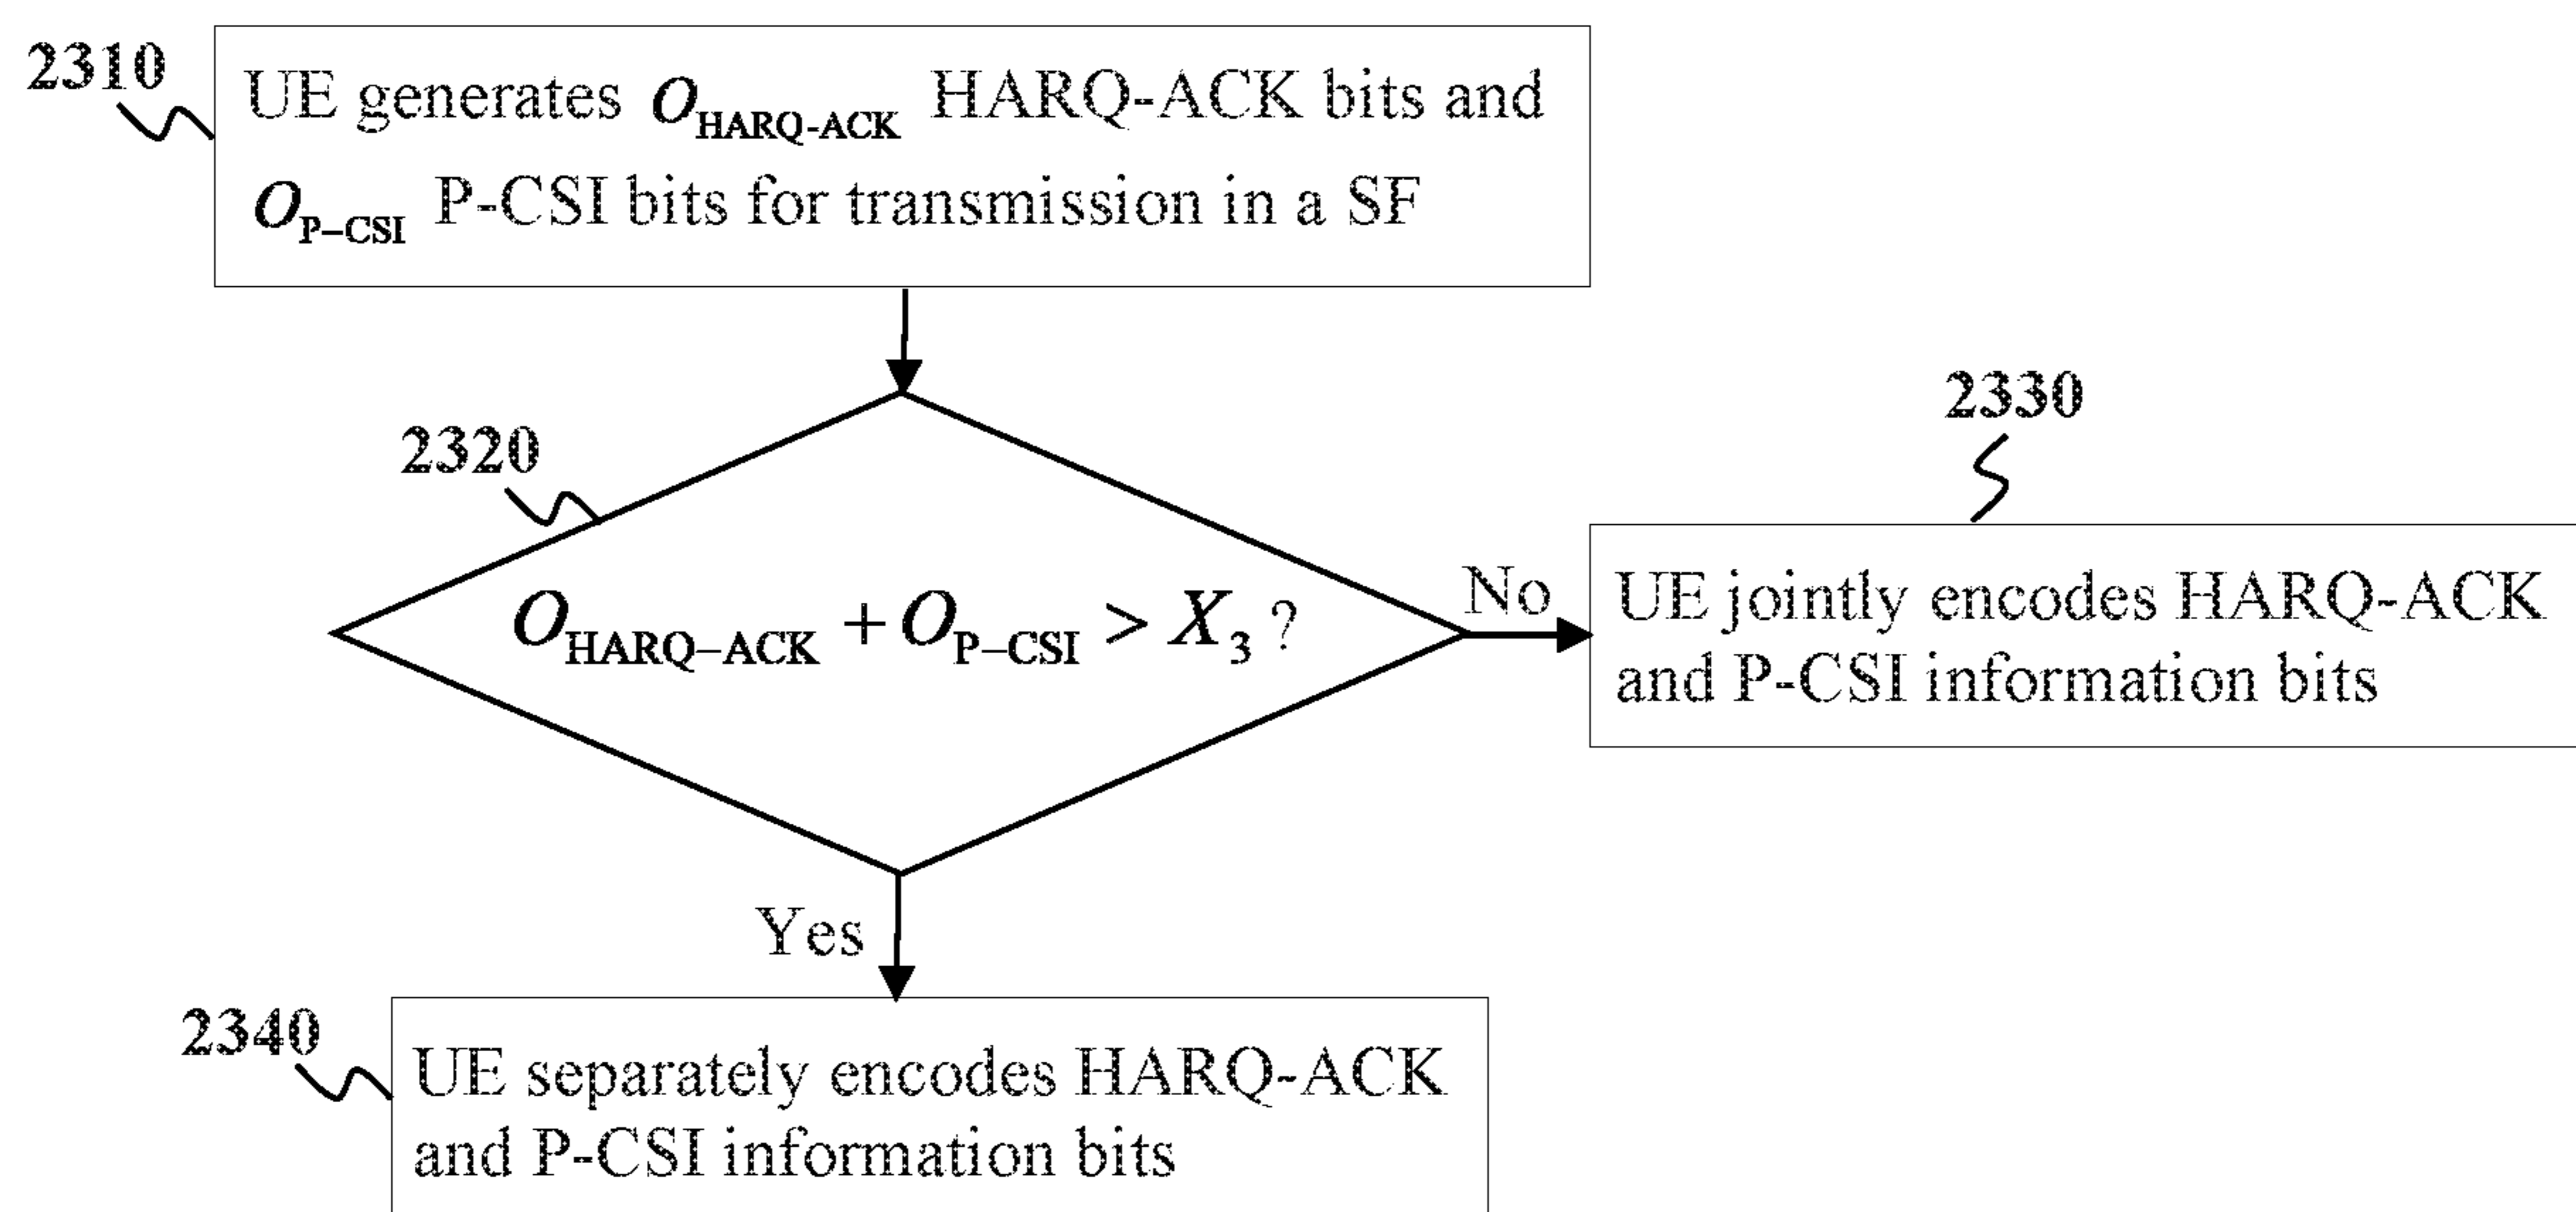 2310
UE generates O_HARQ-ACK HARQ-ACK bits and
O_P–CSI P-CSI bits for transmission in a SF
2320
O_HARQ–ACK + O_P–CSI > X_3 ?
No
2330
UE jointly encodes HARQ-ACK
and P-CSI information bits
Yes
2340
UE separately encodes HARQ-ACK
and P-CSI information bits